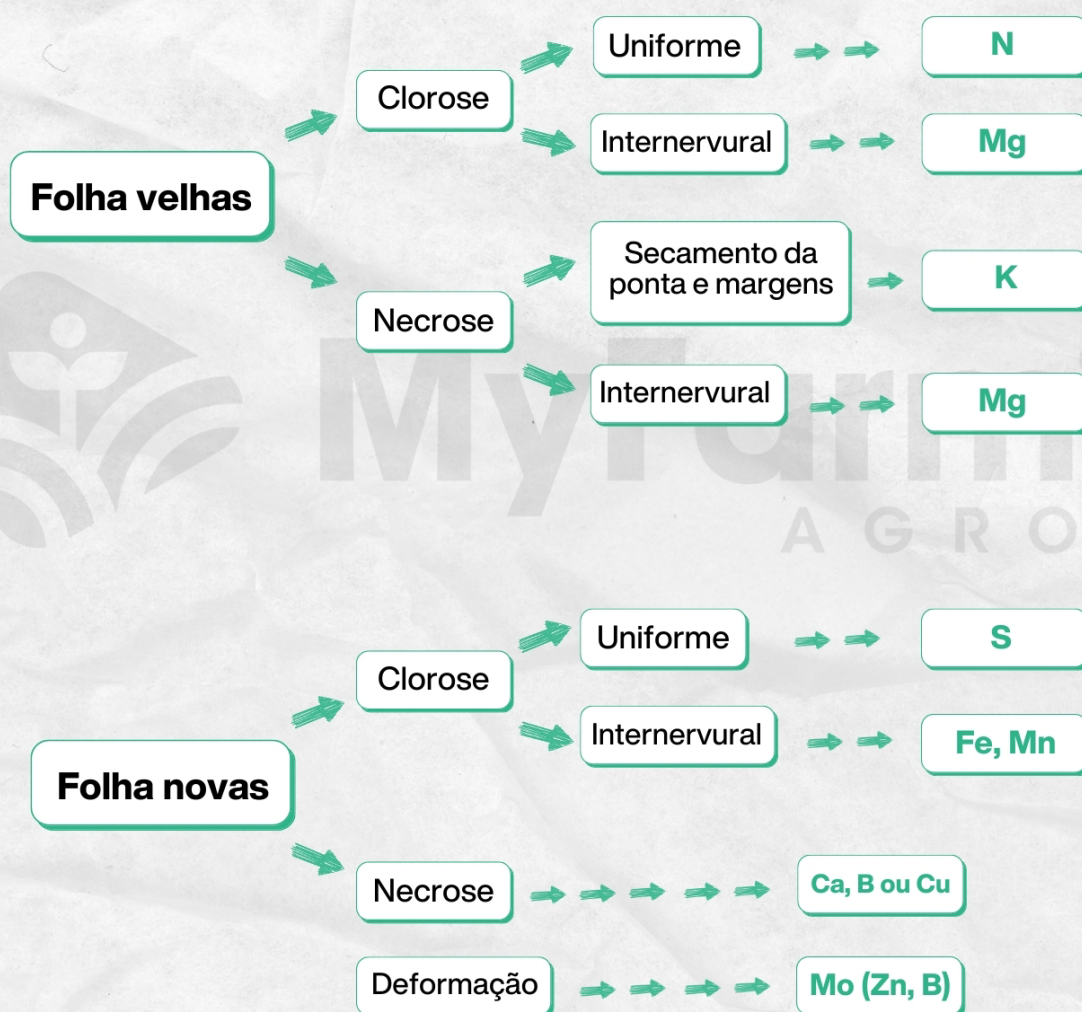 Uniforme
N
Clorose
Internervural
Mg
Folha velhas
Secamento da
ponta e margens
K
Necrose
Internervural
Mg
MyFarm
AGRO
Uniforme
S
Clorose
Internervural
Fe, Mn
Folha novas
Necrose
Ca, B ou Cu
Deformação
Mo (Zn, B)